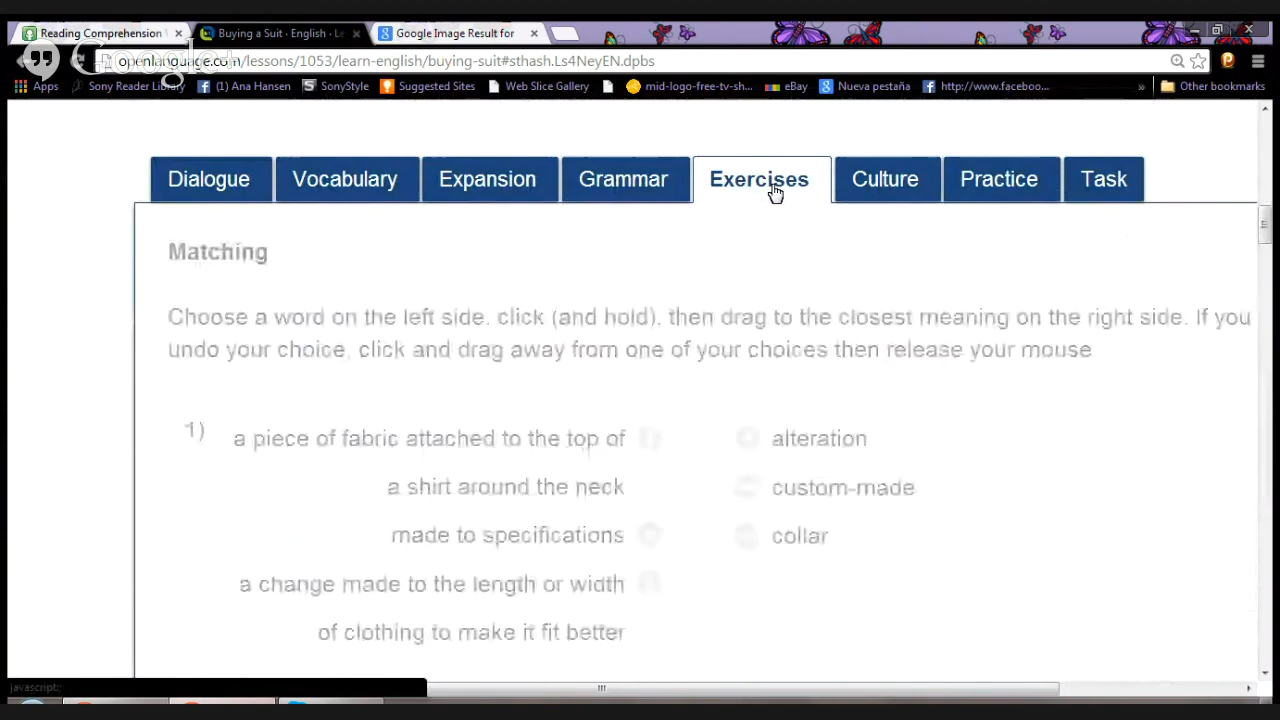 Reading Comprehension
Buying a Suit · English · Le
Google Image Result for
Google+
openlanguage.com/lessons/1053/learn-english/buying-suit#sthash.Ls4NeyEN.dpbs
Apps
Sony Reader Library
(1) Ana Hansen
SonyStyle
Suggested Sites
Web Slice Gallery
mid-logo-free-tv-sh...
eBay
Nueva pestaña
http://www.faceboo...
»
Other bookmarks
Dialogue
Vocabulary
Expansion
Grammar
Exercises
Culture
Practice
Task
Matching
Choose a word on the left side, click (and hold), then drag to the closest meaning on the right side. If you
undo your choice, click and drag away from one of your choices then release your mouse
1)
a piece of fabric attached to the top of
a shirt around the neck
made to specifications
a change made to the length or width
of clothing to make it fit better
alteration
custom-made
collar
javascript:;